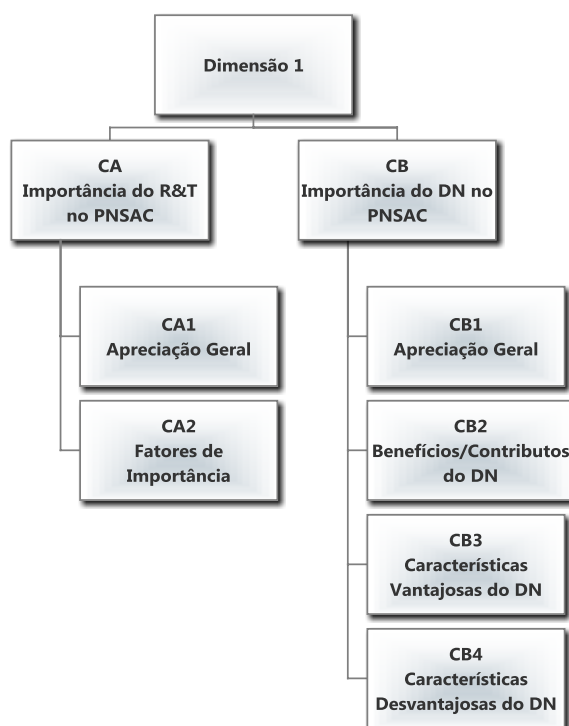 Dimensão 1
CA
Importância do R&T
no PNSAC
CB
Importância do DN no
PNSAC
CA1
Apreciação Geral
CA2
Fatores de
Importância
CB1
Apreciação Geral
CB2
Benefícios/Contributos
do DN
CB3
Características
Vantajosas do DN
CB4
Características
Desvantajosas do DN